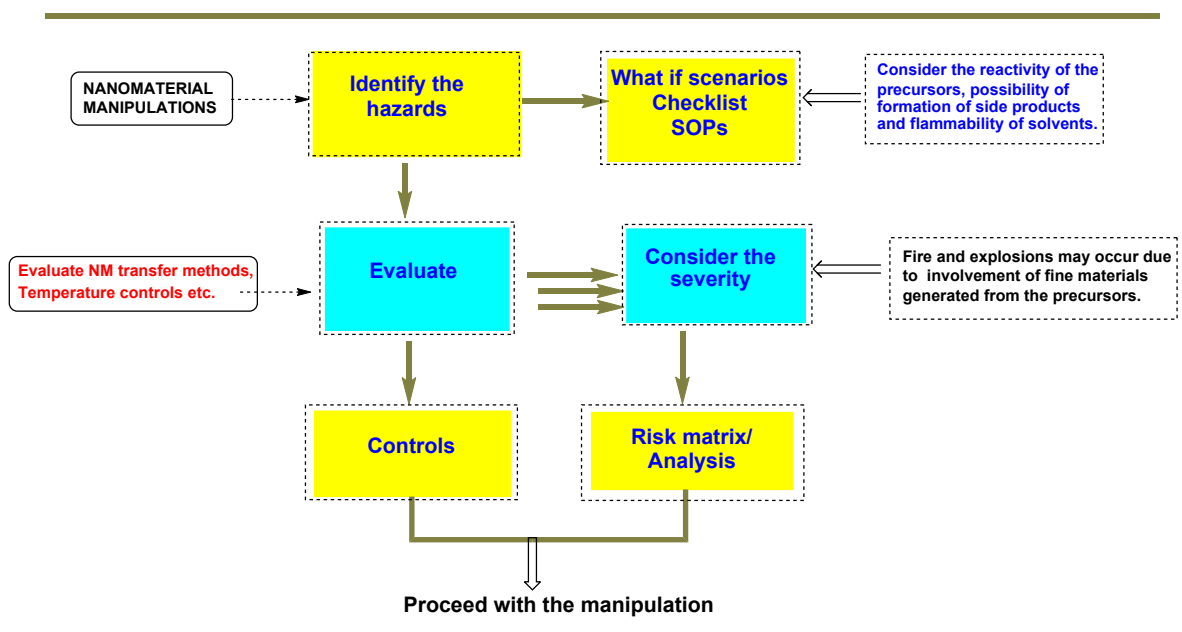 NANOMATERIAL
MANIPULATIONS
Identify the
hazards
What if scenarios
Checklist
SOPs
Consider the reactivity of the
precursors, possibility of
formation of side products
and flammability of solvents.
Evaluate NM transfer methods,
Temperature controls etc.
Evaluate
Consider the
severity
Fire and explosions may occur due
to involvement of fine materials
generated from the precursors.
Controls
Risk matrix/
Analysis
Proceed with the manipulation